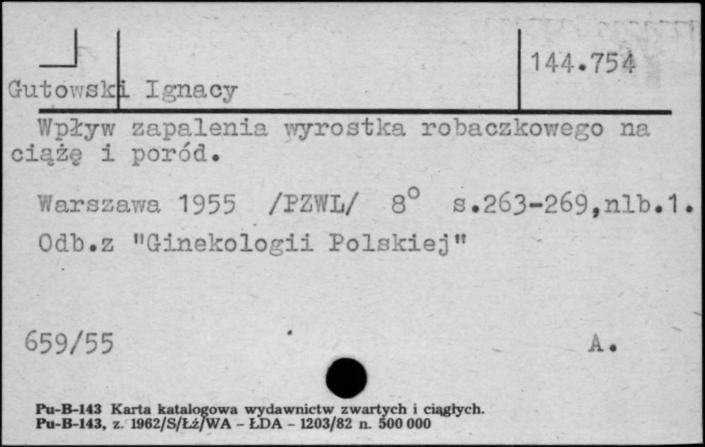 144.754
Gutowski Ignacy
Wpływ zapalenia wyrostka robaczkowego na
ciążę i poród.
Warszawa 1955 /PZWL/ 8° s.263-269,nlb.1.
Odb.z "Ginekologii Polskiej"
659/55 A.
Pu-B-143 Karta katalogowa wydawnictw zwartych i ciągłych.
Pu-B-143, z. 1962/S/Łź/WA - ŁDA - 1203/82 n. 500 000